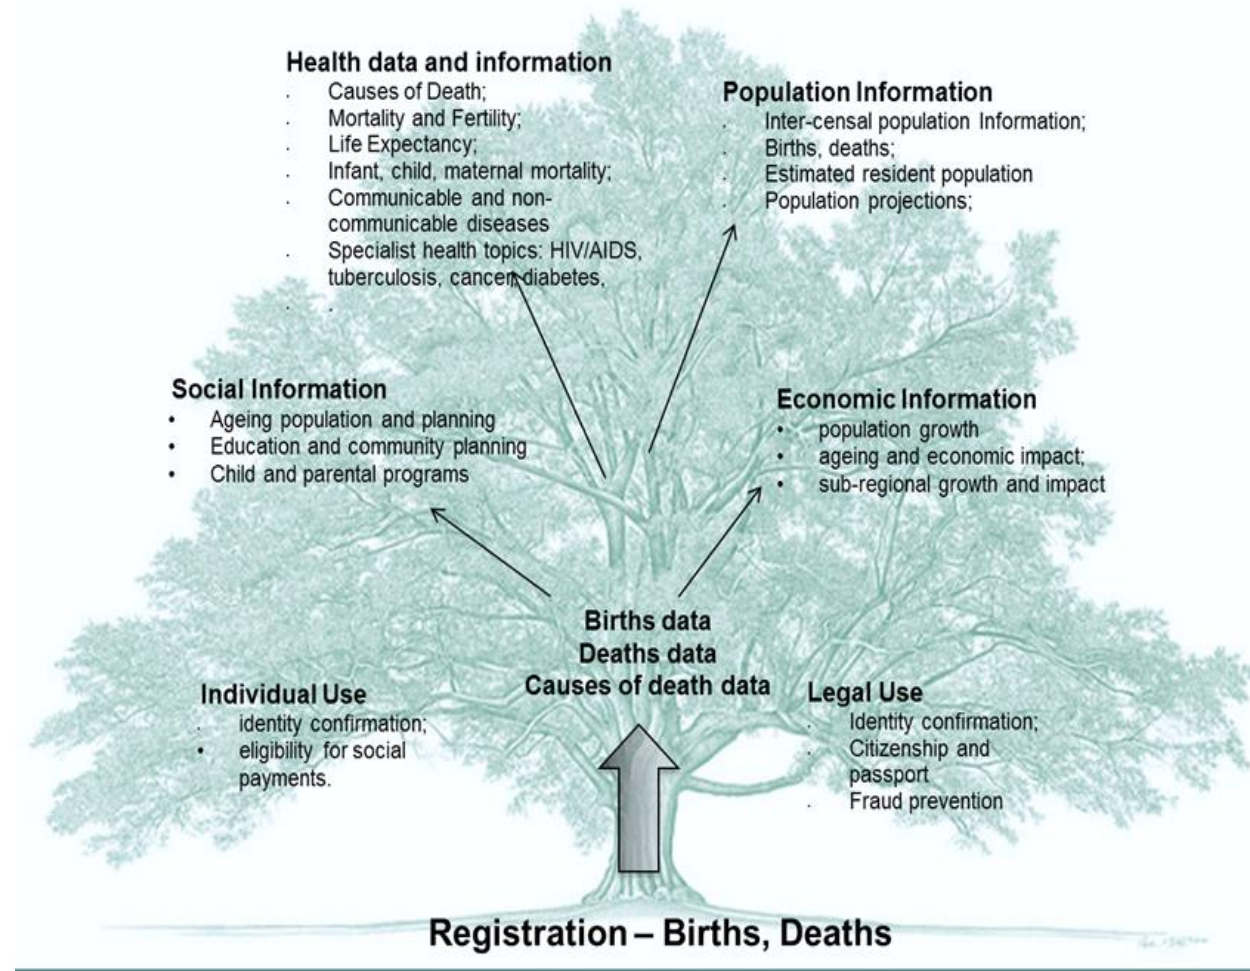 Health data and information
. Causes of Death;
. Mortality and Fertility;
. Life Expectancy;
. Infant, child, maternal mortality;
. Communicable and non-
communicable diseases
. Specialist health topics: HIV/AIDS,
tuberculosis, cancer, diabetes,
. .
Population Information
. Inter-censal population Information;
. Births, deaths;
. Estimated resident population
. Population projections;
Social Information
• Ageing population and planning
• Education and community planning
• Child and parental programs
Economic Information
• population growth
• ageing and economic impact;
• sub-regional growth and impact
Births data
Deaths data
Causes of death data
Individual Use
. identity confirmation;
• eligibility for social
payments.
Legal Use
. Identity confirmation;
. Citizenship and
passport
. Fraud prevention
Registration – Births, Deaths